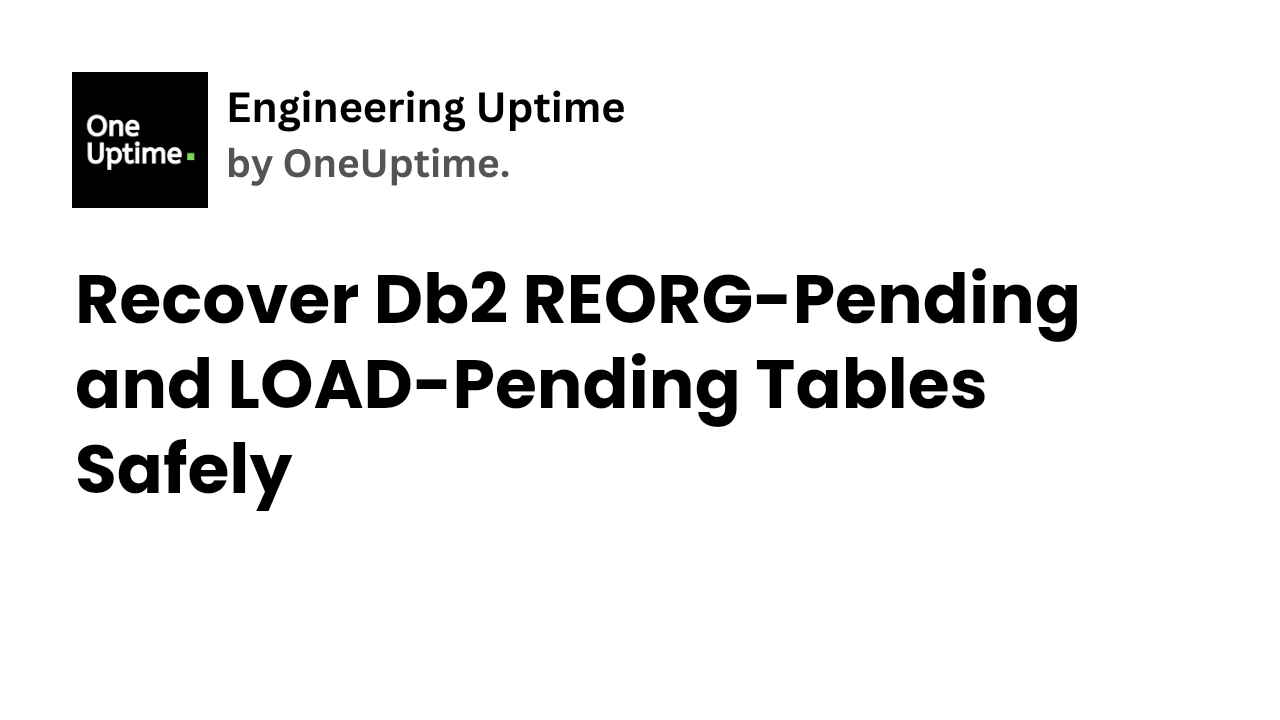 One
Uptime.
Engineering Uptime
by OneUptime.
Recover Db2 REORG-Pending
and LOAD-Pending Tables
Safely